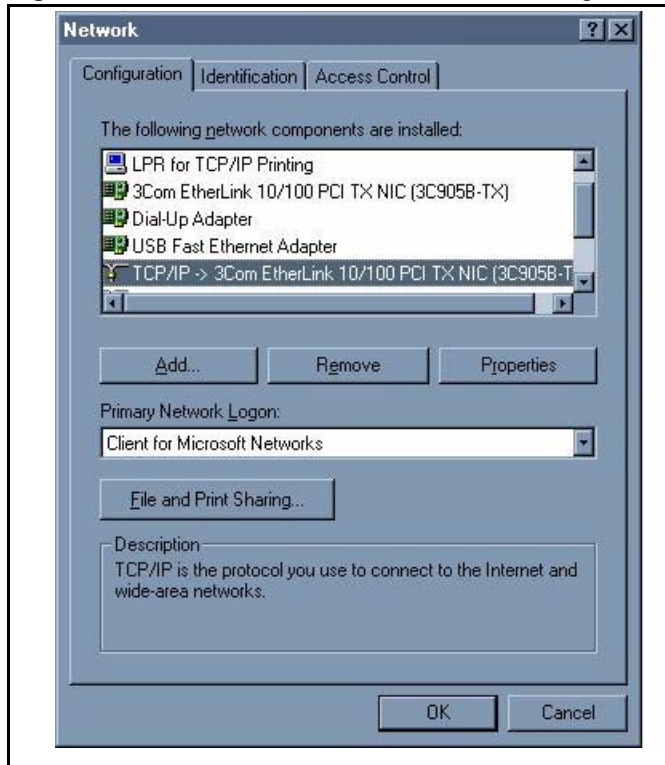 Network
Configuration Identification Access Control
The following network components are installed:
LPR for TCP/IP Printing
3Com EtherLink 10/100 PCI TX NIC (3C905B-TX)
Dial-Up Adapter
USB Fast Ethernet Adapter
TCP/IP -> 3Com EtherLink 10/100 PCI TX NIC (3C905B-T
Add... Remove Properties
Primary Network Logon:
Client for Microsoft Networks
File and Print Sharing...
Description
TCP/IP is the protocol you use to connect to the Internet and
wide-area networks.
OK Cancel